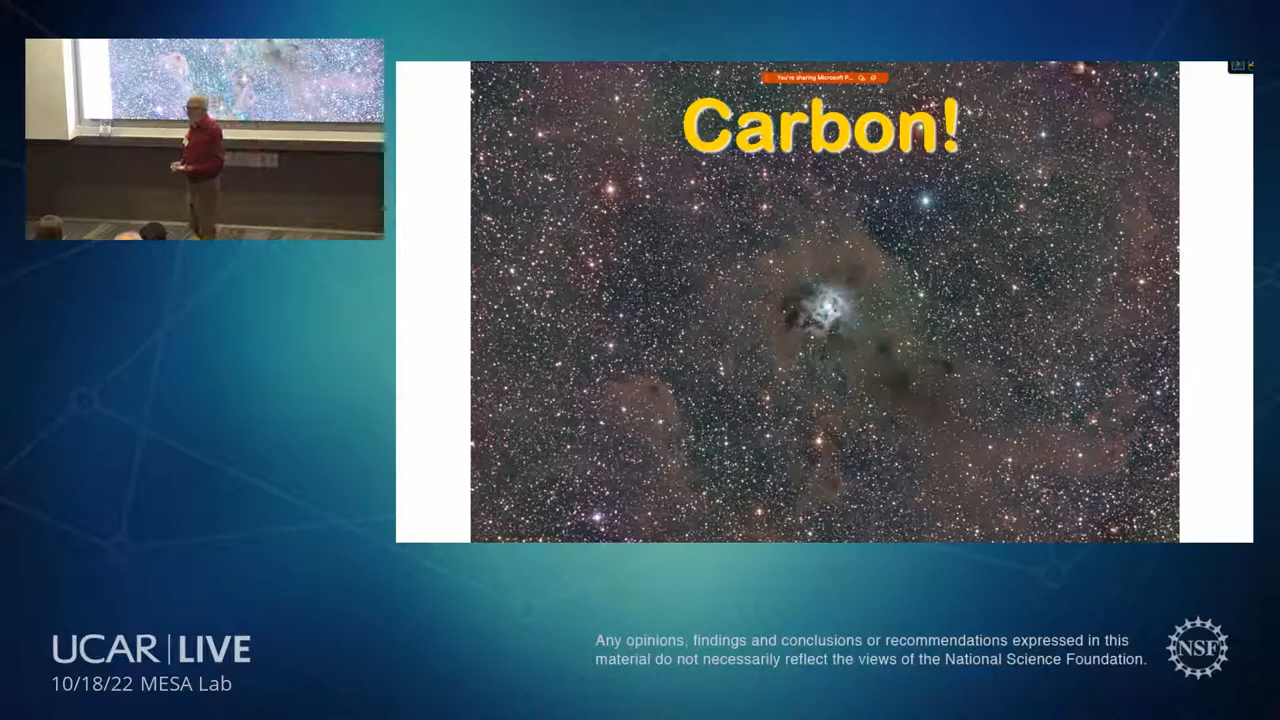 You're sharing Microsoft P...
Carbon!
UCAR | LIVE
10/18/22 MESA Lab
Any opinions, findings and conclusions or recommendations expressed in this
material do not necessarily reflect the views of the National Science Foundation.
NSF